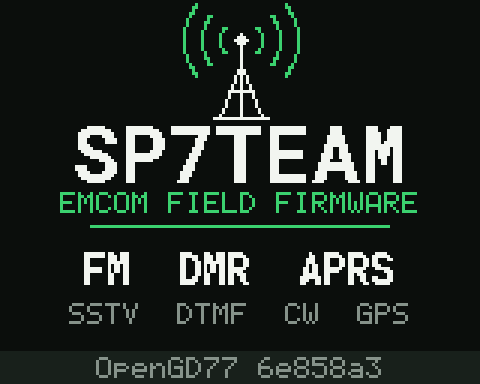 SP7TEAM
EMCOM FIELD FIRMWARE
FM DMR APRS
SSTV DTMF CW GPS
OpenGD77 6e858a3